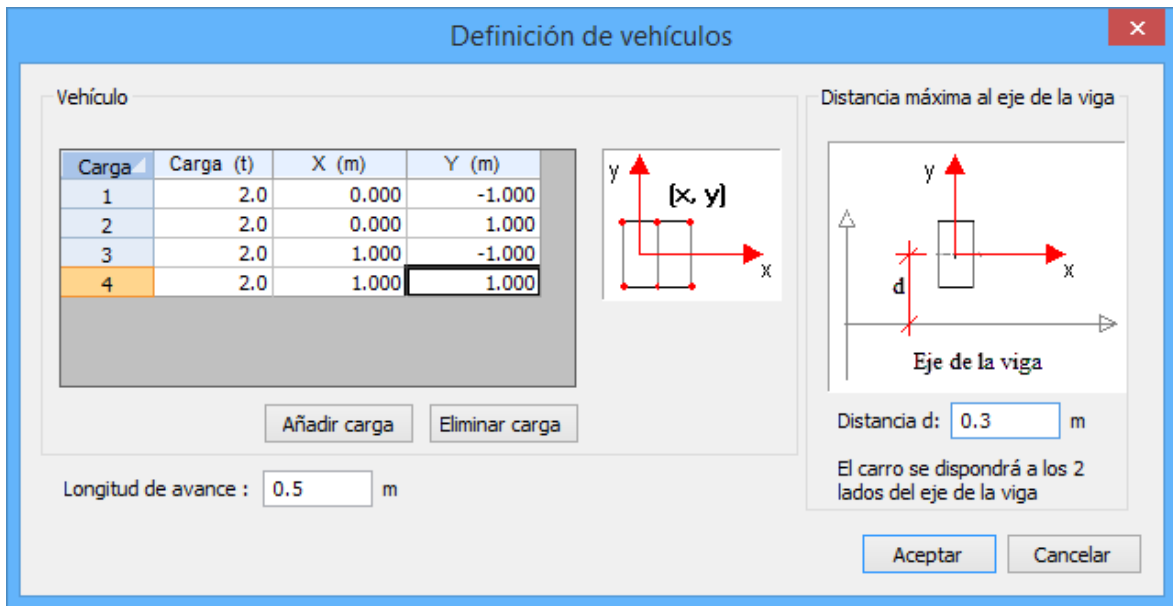 Definición de vehículos
Vehículo
Carga Carga (t) X (m) Y (m)
1 2.0 0.000 -1.000
2 2.0 0.000 1.000
3 2.0 1.000 -1.000
4 2.0 1.000 1.000
y
(x, y)
x
Añadir carga Eliminar carga
Longitud de avance : 0.5 m
Distancia máxima al eje de la viga
y
x
d
Eje de la viga
Distancia d: 0.3 m
El carro se dispondrá a los 2
lados del eje de la viga
Aceptar Cancelar